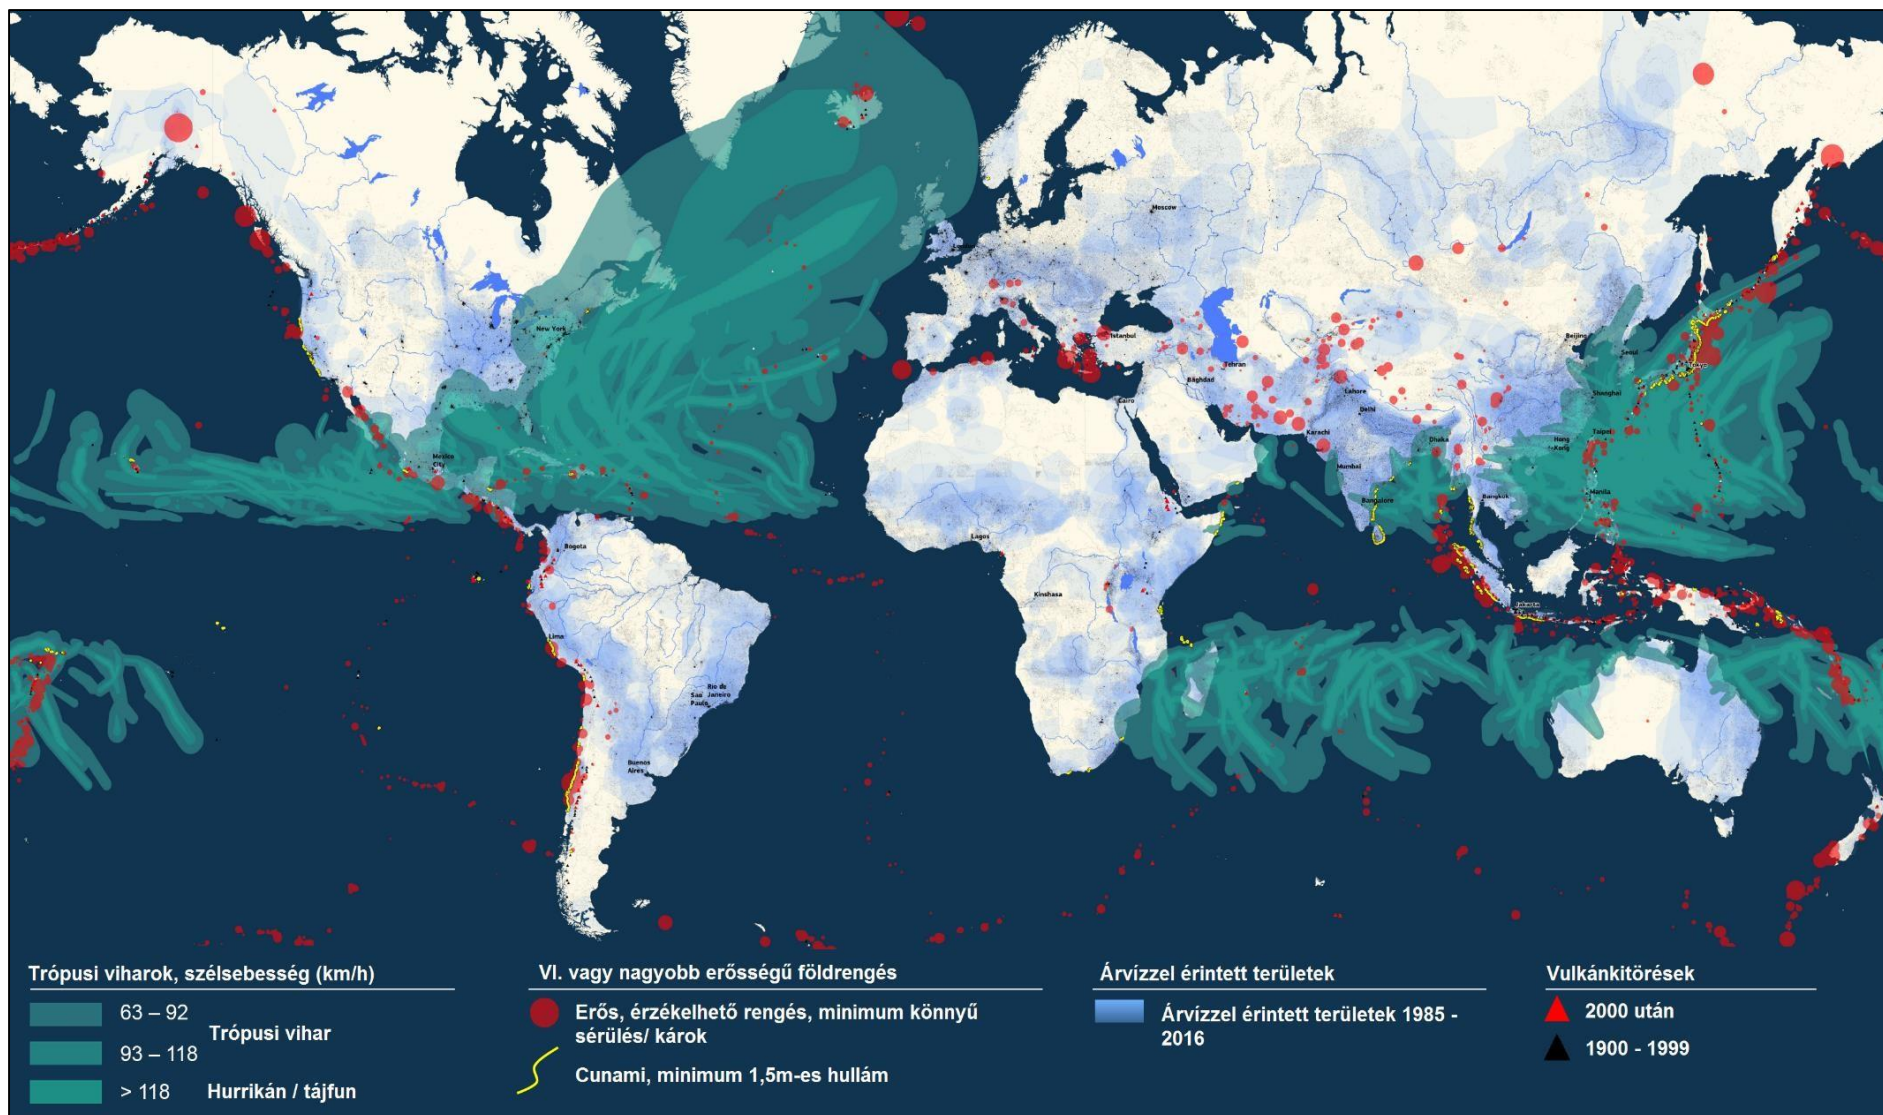 Moscow
New York
Istanbul
Beijing
Seoul
Tokyo
Tehran
Baghdad
Lahore
Shanghai
Cairo
Delhi
Karachi
Taipei
Dhaka
Hong
Kong
Mexico
City
Mumbai
Manila
Bangalore
Bangkok
Lagos
Bogota
Kinshasa
Jakarta
Lima
Rio de
Janeiro
Sao
Paulo
Buenos
Aires
Trópusi viharok, szélsebesség (km/h)
63 – 92
Trópusi vihar
93 – 118
> 118 Hurrikán / tájfun
VI. vagy nagyobb erősségű földrengés
Erős, érzékelhető rengés, minimum könnyű
sérülés/ károk
Cunami, minimum 1,5m-es hullám
Árvízzel érintett területek
Árvízzel érintett területek 1985 -
2016
Vulkánkitörések
2000 után
1900 - 1999